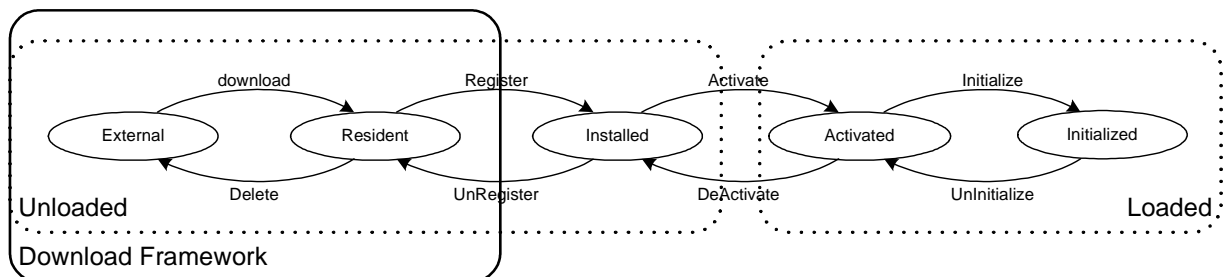 download
Register
Activate
Initialize
External
Resident
Installed
Activated
Initialized
Delete
UnRegister
DeActivate
UnInitialize
Unloaded
Loaded
Download Framework